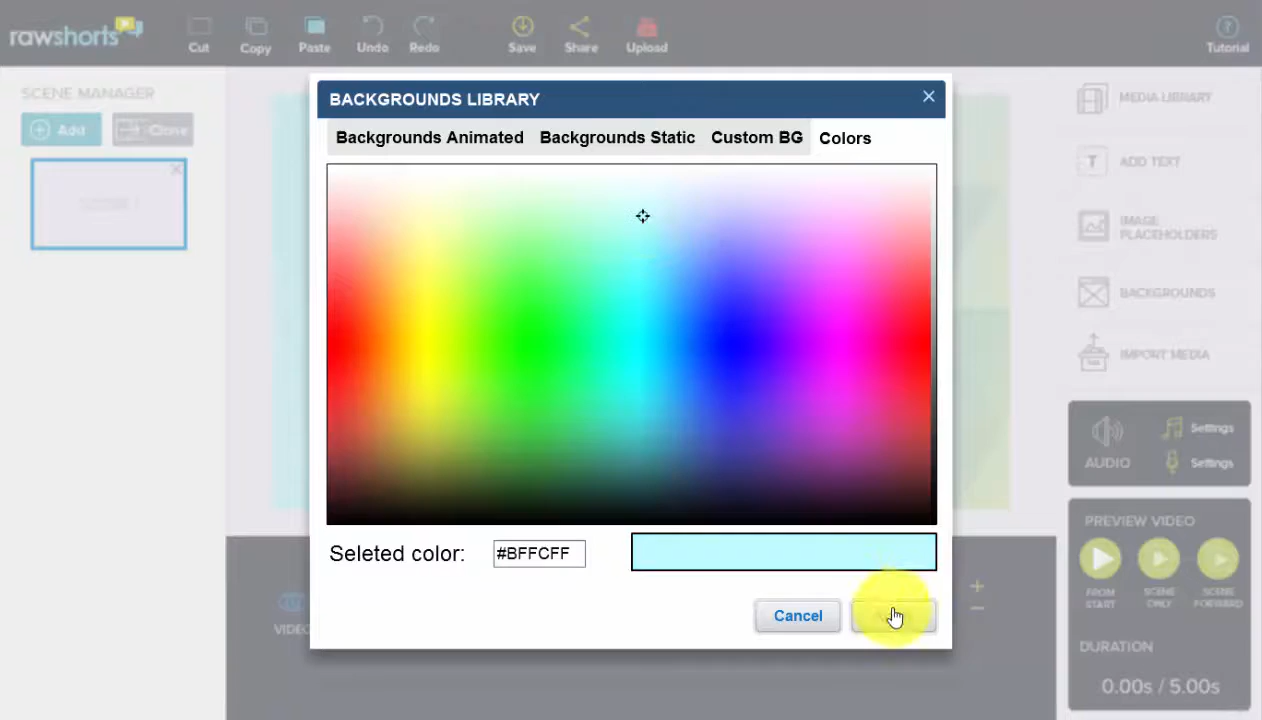 rawshorts
Cut
Copy
Paste
Undo
Redo
Save
Share
Upload
Tutorial
SCENE MANAGER
Add
Clone
BACKGROUNDS LIBRARY
Backgrounds Animated
Backgrounds Static
Custom BG
Colors
Seleted color:
#BFFCFF
Cancel
MEDIA LIBRARY
T
ADD TEXT
IMAGE
PLACEHOLDERS
BACKGROUNDS
IMPORT MEDIA
AUDIO
Settings
Settings
VIDEO
PREVIEW VIDEO
FROM
START
SCENE
ONLY
SCENE
FORWARD
DURATION
0.00s / 5.00s